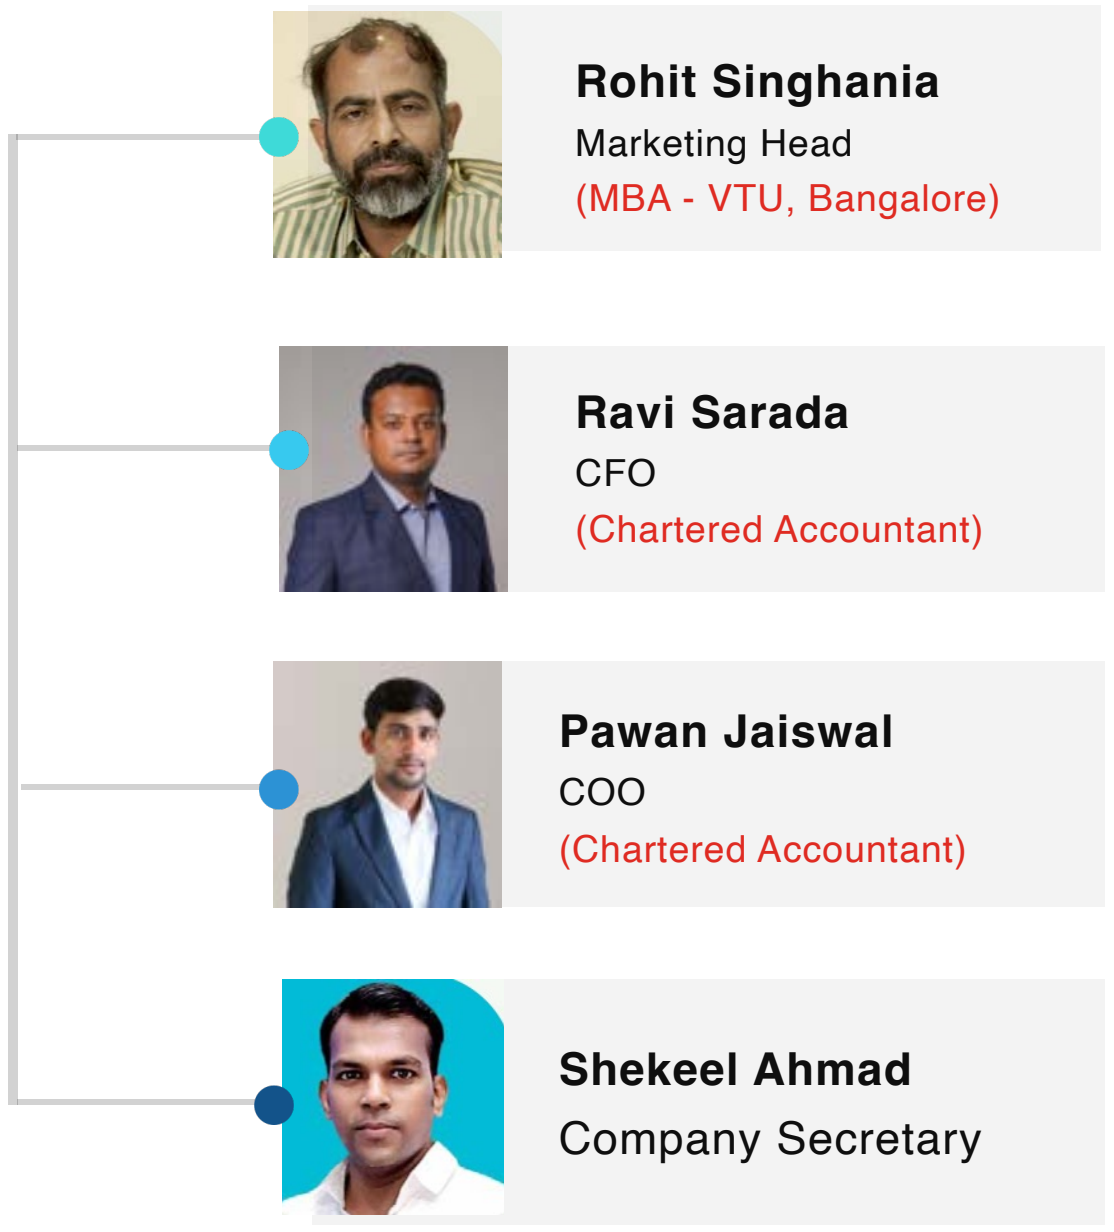 Rohit Singhania
Marketing Head
(MBA - VTU, Bangalore)
Ravi Sarada
CFO
(Chartered Accountant)
Pawan Jaiswal
COO
(Chartered Accountant)
Shekeel Ahmad
Company Secretary